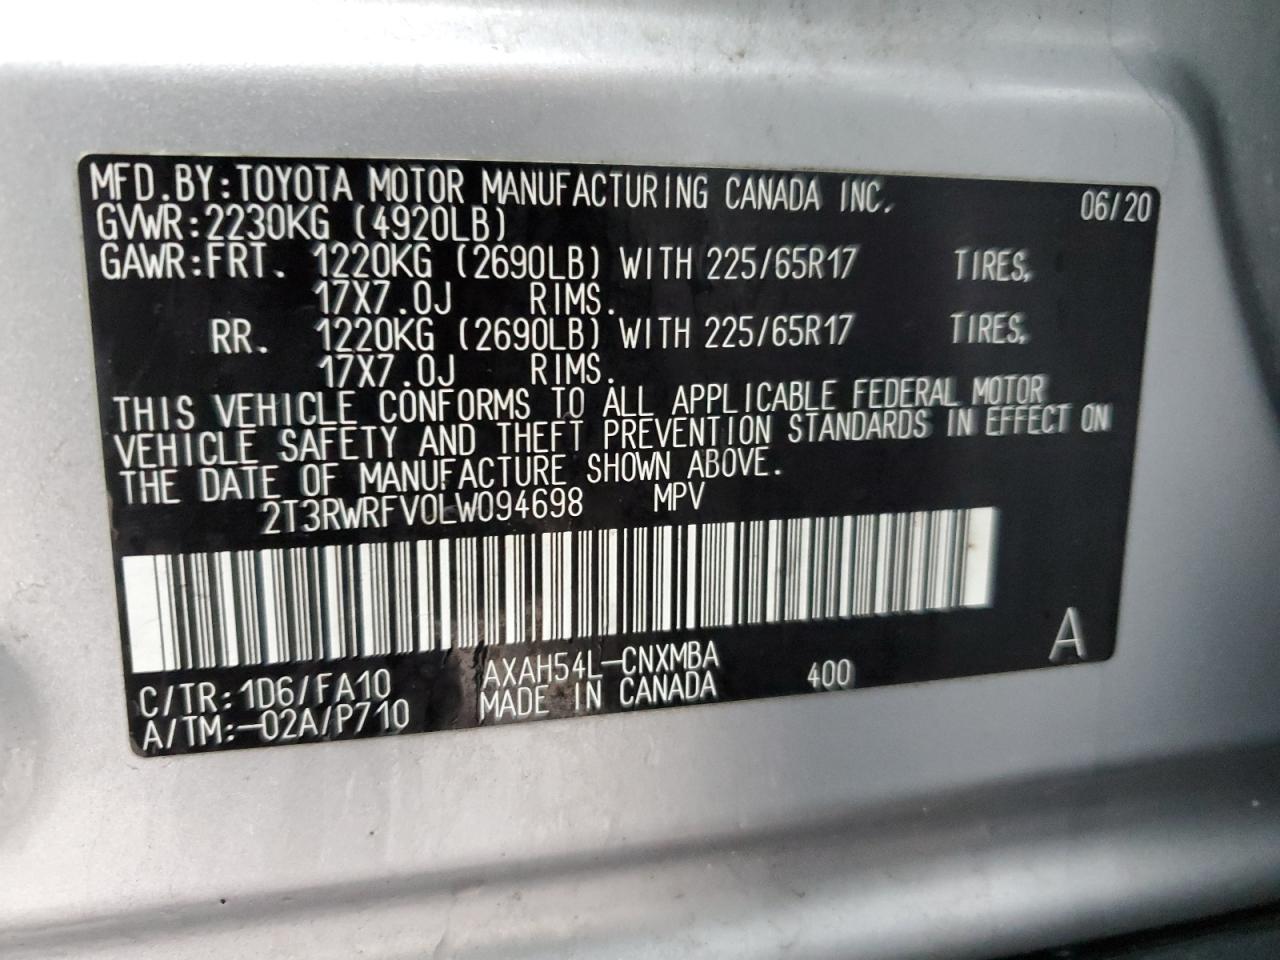 MFD.BY:TOYOTA MOTOR MANUFACTURING CANADA INC. 06/20
GVWR:2230KG (4920LB)
GAWR:FRT. 1220KG (2690LB) WITH 225/65R17 TIRES,
17X7.0J RIMS.
RR. 1220KG (2690LB) WITH 225/65R17 TIRES,
17X7.0J RIMS.
THIS VEHICLE CONFORMS TO ALL APPLICABLE FEDERAL MOTOR
VEHICLE SAFETY AND THEFT PREVENTION STANDARDS IN EFFECT ON
THE DATE OF MANUFACTURE SHOWN ABOVE.
2T3RWRFV0LW094698 MPV
A
C/TR:1D6/FA10 AXAH54L-CNXMBA 400
A/TM:-02A/P710 MADE IN CANADA